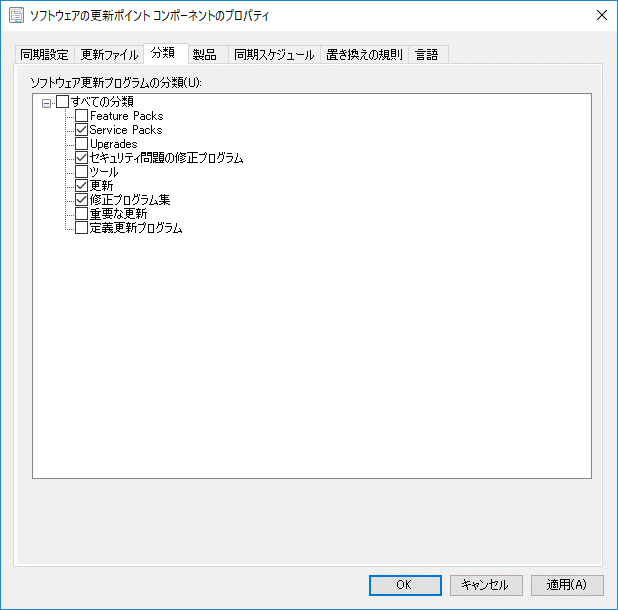 ソフトウェアの更新ポイント コンポーネントのプロパティ
同期設定 更新ファイル 分類 製品 同期スケジュール 置き換えの規則 言語
ソフトウェア更新プログラムの分類(U):
すべての分類
Feature Packs
Service Packs
Upgrades
セキュリティ問題の修正プログラム
ツール
更新
修正プログラム集
重要な更新
定義更新プログラム
OK キャンセル 適用(A)